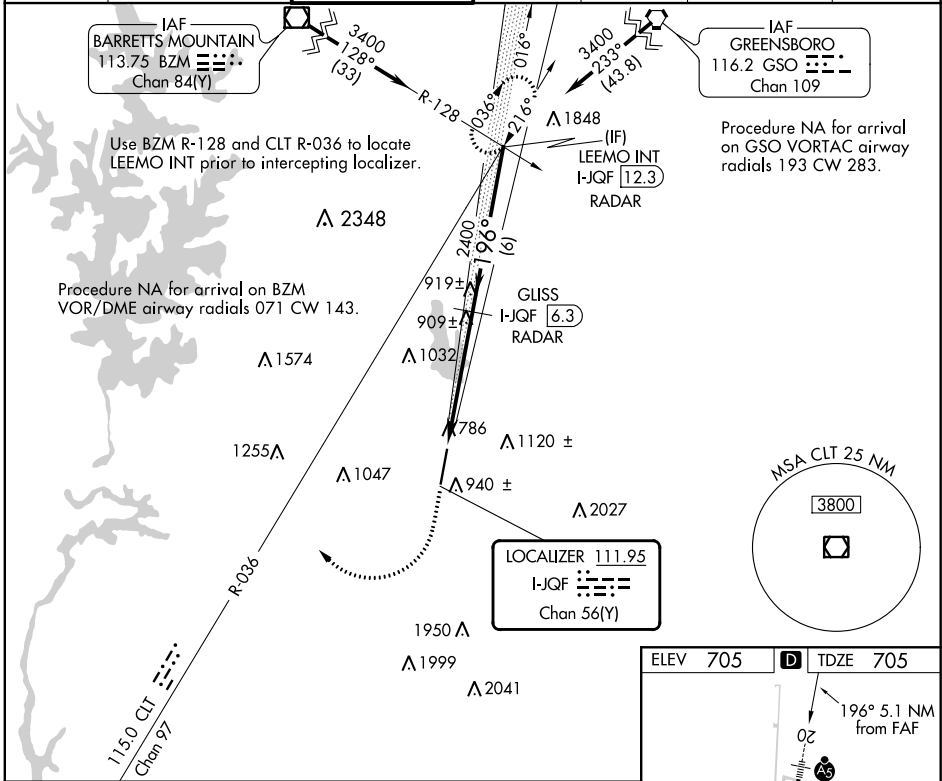 IAF
BARRETTS MOUNTAIN
113.75 BZM
Chan 84(Y)
3400
128°
(33)
R-128
036°
016°
216°
3400
233°
(43.8)
IAF
GREENSBORO
116.2 GSO
Chan 109
1848
(IF)
LEEMO INT
I-JQF 12.3
RADAR
Use BZM R-128 and CLT R-036 to locate
LEEMO INT prior to intercepting localizer.
Procedure NA for arrival
on GSO VORTAC airway
radials 193 CW 283.
2348
2400
196°
(6)
Procedure NA for arrival on BZM
VOR/DME airway radials 071 CW 143.
919±
909±
GLISS
I-JQF 6.3
RADAR
1574
1032
786
1120 ±
1255
1047
940 ±
2027
MSA CLT 25 NM
3800
LOCALIZER 111.95
I-JQF
Chan 56(Y)
R-036
1950
1999
2041
115.0 CLT
Chan 97
ELEV 705 D TDZE 705
196° 5.1 NM
from FAF
20
A5